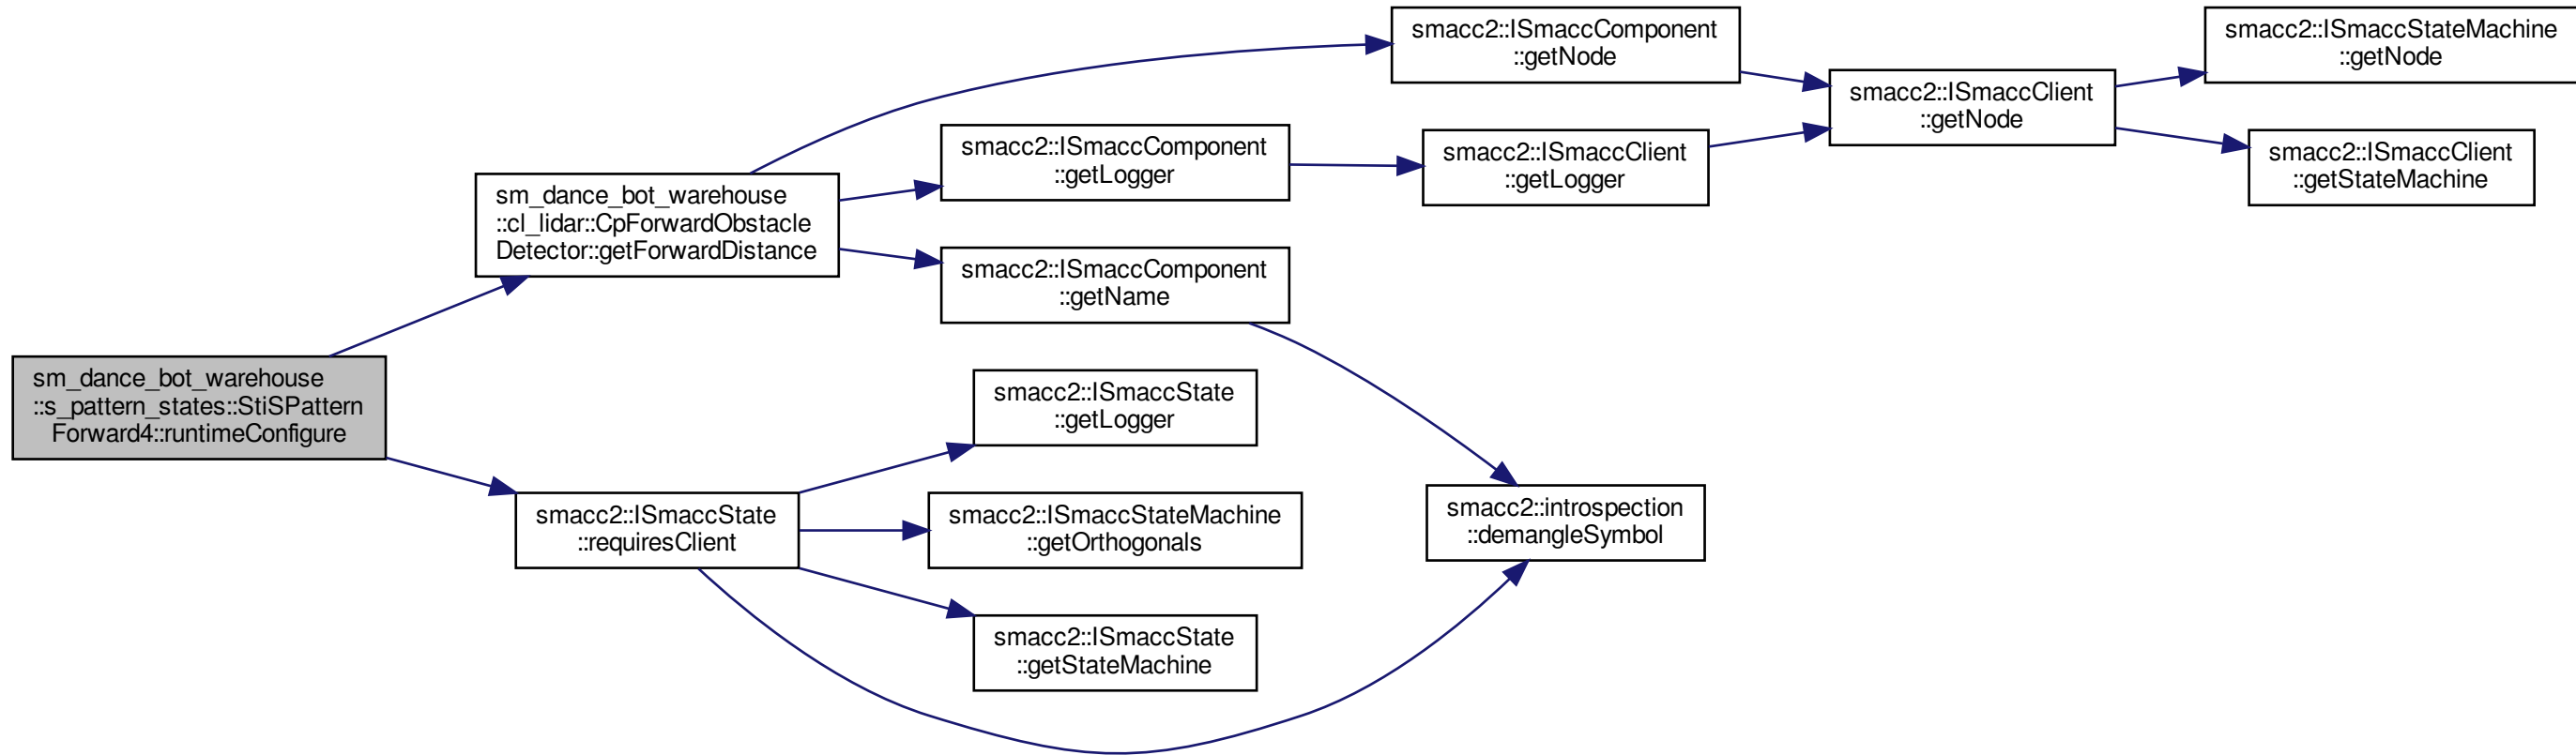 sm_dance_bot_warehouse
::s_pattern_states::StiSPattern
Forward4::runtimeConfigure
sm_dance_bot_warehouse
::cl_lidar::CpForwardObstacle
Detector::getForwardDistance
smacc2::ISmaccComponent
::getNode
smacc2::ISmaccComponent
::getLogger
smacc2::ISmaccComponent
::getName
smacc2::ISmaccClient
::getLogger
smacc2::ISmaccClient
::getNode
smacc2::ISmaccStateMachine
::getNode
smacc2::ISmaccClient
::getStateMachine
smacc2::ISmaccState
::requiresClient
smacc2::ISmaccState
::getLogger
smacc2::ISmaccStateMachine
::getOrthogonals
smacc2::ISmaccState
::getStateMachine
smacc2::introspection
::demangleSymbol